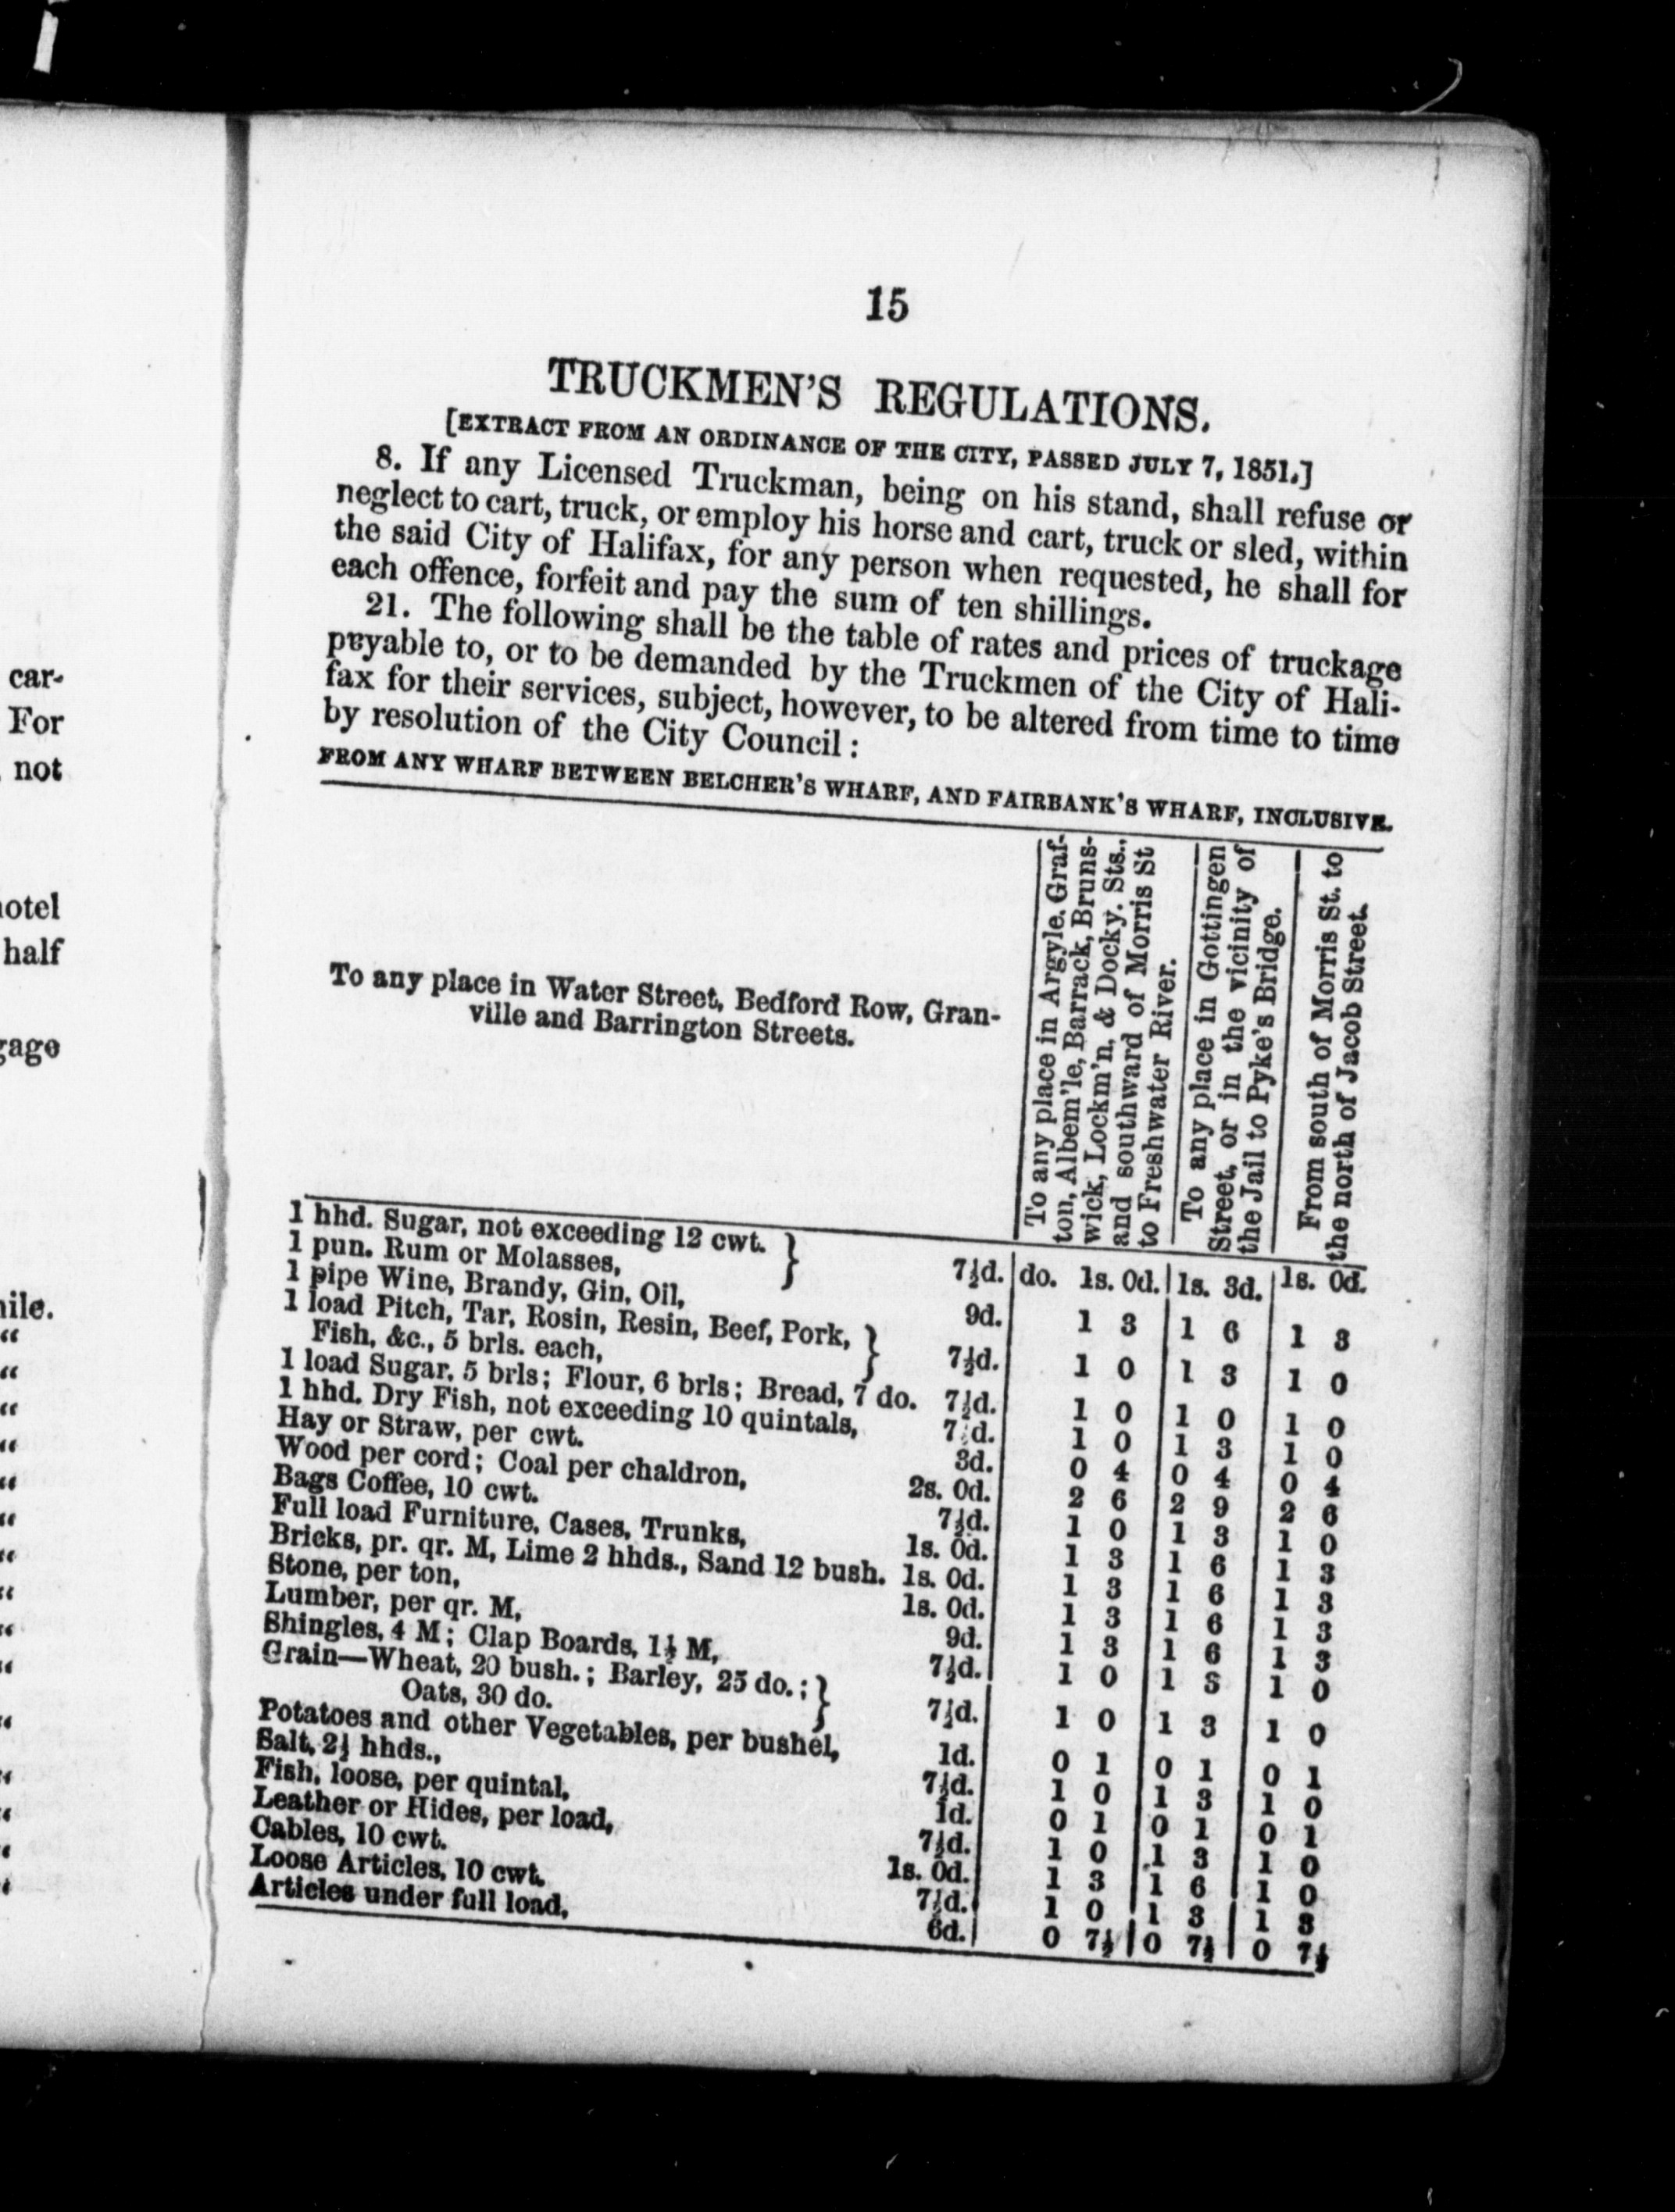 15
TRUCKMEN'S REGULATIONS.
[EXTRACT FROM AN ORDINANCE OF THE CITY, PASSED JULY 7, 1851.]
8. If any Licensed Truckman, being on his stand, shall refuse or
neglect to cart, truck, or employ his horse and cart, truck or sled, within
the said City of Halifax, for any person when requested, he shall for
each offence, forfeit and pay the sum of ten shillings.
21. The following shall be the table of rates and prices of truckage
payable to, or to be demanded by the Truckmen of the City of Hali-
fax for their services, subject, however, to be altered from time to time
by resolution of the City Council:
FROM ANY WHARF BETWEEN BELCHER'S WHARF, AND FAIRBANK'S WHARF, INCLUSIVE.
To any place in Water Street, Bedford Row, Gran-
ville and Barrington Streets.
To any place in Argyle, Graf-
ton, Albem'le, Barrack, Bruns-
wick, Lockm'n, & Docky. Sts.,
and southward of Morris St
to Freshwater River.
To any place in Gottingen
Street, or in the vicinity of
the Jail to Pyke's Bridge.
From south of Morris St. to
the north of Jacob Street.
1 hhd. Sugar, not exceeding 12 cwt.
1 pun. Rum or Molasses, } 7½d. do. 1s. 0d. 1s. 3d. 1s. 0d.
1 pipe Wine, Brandy, Gin, Oil, 9d. 1 3 1 6 1 3
1 load Pitch, Tar, Rosin, Resin, Beef, Pork,
Fish, &c., 5 brls. each, } 7½d. 1 0 1 3 1 0
1 load Sugar, 5 brls; Flour, 6 brls; Bread, 7 do. 7½d. 1 0 1 0 1 0
1 hhd. Dry Fish, not exceeding 10 quintals, 7½d. 1 0 1 3 1 0
Hay or Straw, per cwt. 3d. 0 4 0 4 0 4
Wood per cord; Coal per chaldron, 2s. 0d. 2 6 2 9 2 6
Bags Coffee, 10 cwt. 7½d. 1 0 1 3 1 0
Full load Furniture, Cases, Trunks, 1s. 0d. 1 3 1 6 1 3
Bricks, pr. qr. M, Lime 2 hhds., Sand 12 bush. 1s. 0d. 1 3 1 6 1 3
Stone, per ton, 1s. 0d. 1 3 1 6 1 3
Lumber, per qr. M, 9d. 1 3 1 6 1 3
Shingles, 4 M; Clap Boards, 1½ M, 7½d. 1 0 1 3 1 0
Grain—Wheat, 20 bush.; Barley, 25 do.;
Oats, 30 do. } 7½d. 1 0 1 3 1 0
Potatoes and other Vegetables, per bushel, 1d. 0 1 0 1 0 1
Salt, 2½ hhds., 7½d. 1 0 1 3 1 0
Fish, loose, per quintal, 1d. 0 1 0 1 0 1
Leather or Hides, per load, 7½d. 1 0 1 3 1 0
Cables, 10 cwt. 1s. 0d. 1 3 1 6 1 0
Loose Articles, 10 cwt. 7½d. 1 0 1 3 1 3
Articles under full load, 6d. 0 7½ 0 7½ 0 7½
car-
For
not
half